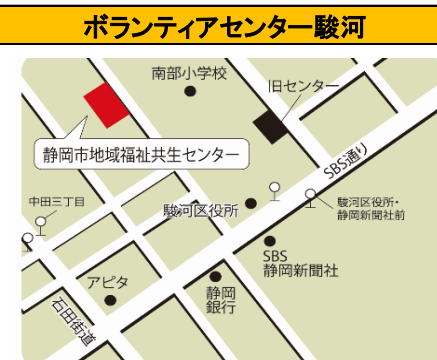 ボランティアセンター駿河
南部小学校
旧センター
静岡市地域福祉共生センター
SBS通り
中田三丁目
駿河区役所
駿河区役所・
静岡新聞社前
SBS
静岡新聞社
アピタ
静岡
銀行
石田街道